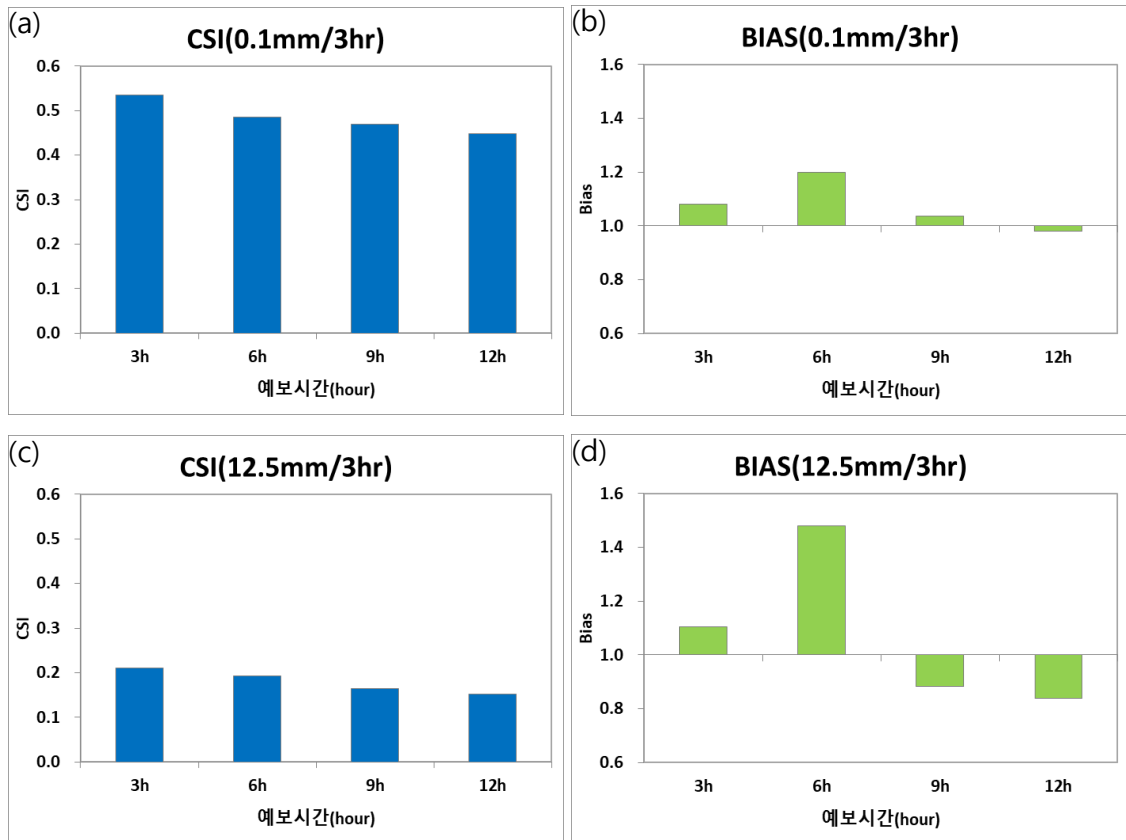 (a)
CSI(0.1mm/3hr)
0.6
0.5
0.4
0.3
0.2
0.1
0.0
CSI
3h 6h 9h 12h
예보시간(hour)
(b)
BIAS(0.1mm/3hr)
1.6
1.4
1.2
1.0
0.8
0.6
Bias
3h 6h 9h 12h
예보시간(hour)
(c)
CSI(12.5mm/3hr)
0.6
0.5
0.4
0.3
0.2
0.1
0.0
CSI
3h 6h 9h 12h
예보시간(hour)
(d)
BIAS(12.5mm/3hr)
1.6
1.4
1.2
1.0
0.8
0.6
Bias
3h 6h 9h 12h
예보시간(hour)